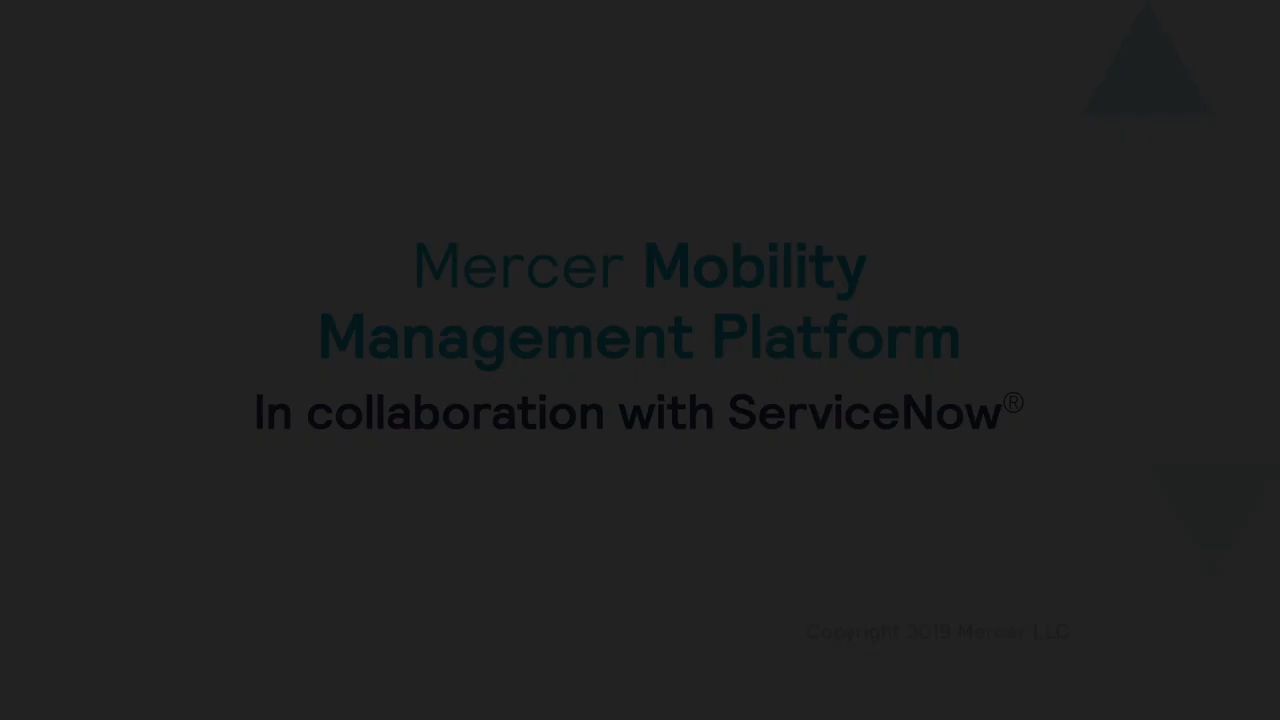 Mercer Mobility
Management Platform
In collaboration with ServiceNow®
Copyright 2019 Mercer LLC